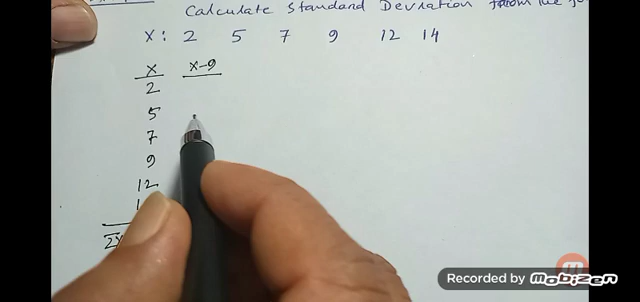 Calculate Standard Deviation from the
X: 2 5 7 9 12 14
X X-9
2
5
7
9
12
1
ΣX
Recorded by mobizen